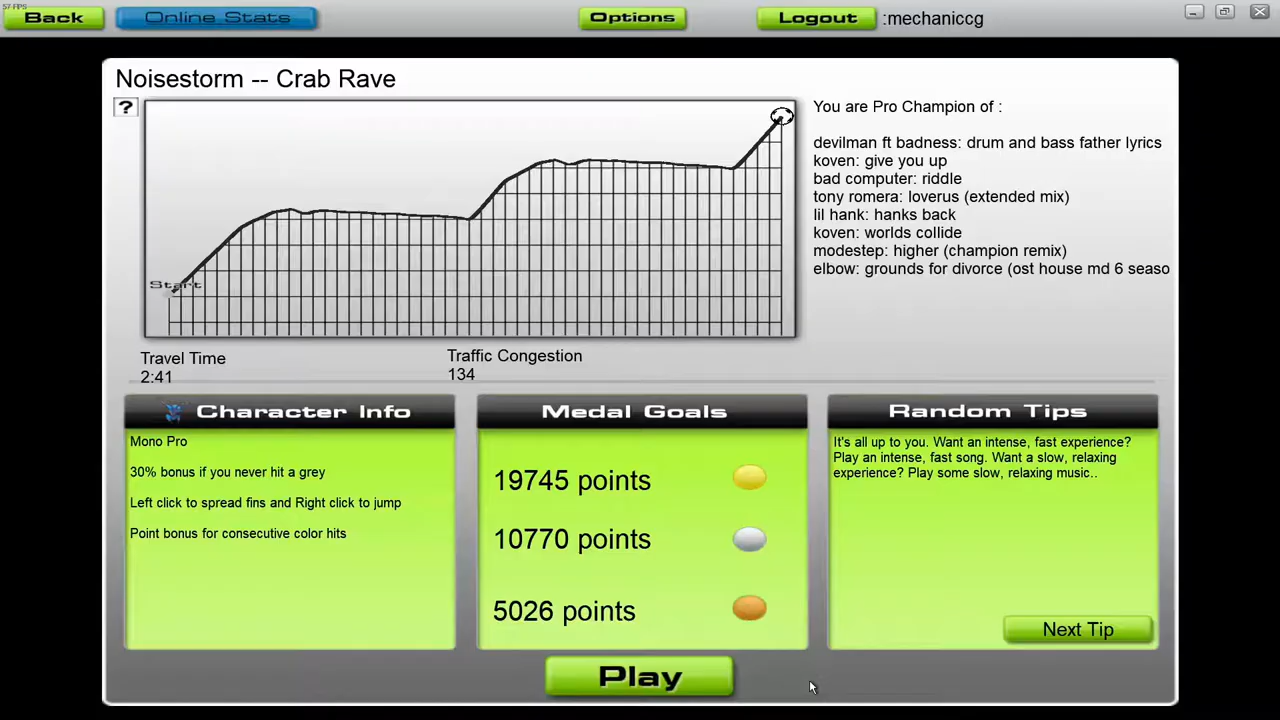 57 FPS
Back
Online Stats
Options
Logout
:mechaniccg
Noisestorm -- Crab Rave
?
Start
Travel Time
2:41
Traffic Congestion
134
You are Pro Champion of :
devilman ft badness: drum and bass father lyrics
koven: give you up
bad computer: riddle
tony romera: loverus (extended mix)
lil hank: hanks back
koven: worlds collide
modestep: higher (champion remix)
elbow: grounds for divorce (ost house md 6 seaso
Character Info
Mono Pro
30% bonus if you never hit a grey
Left click to spread fins and Right click to jump
Point bonus for consecutive color hits
Medal Goals
19745 points
10770 points
5026 points
Random Tips
It's all up to you. Want an intense, fast experience?
Play an intense, fast song. Want a slow, relaxing
experience? Play some slow, relaxing music..
Next Tip
Play